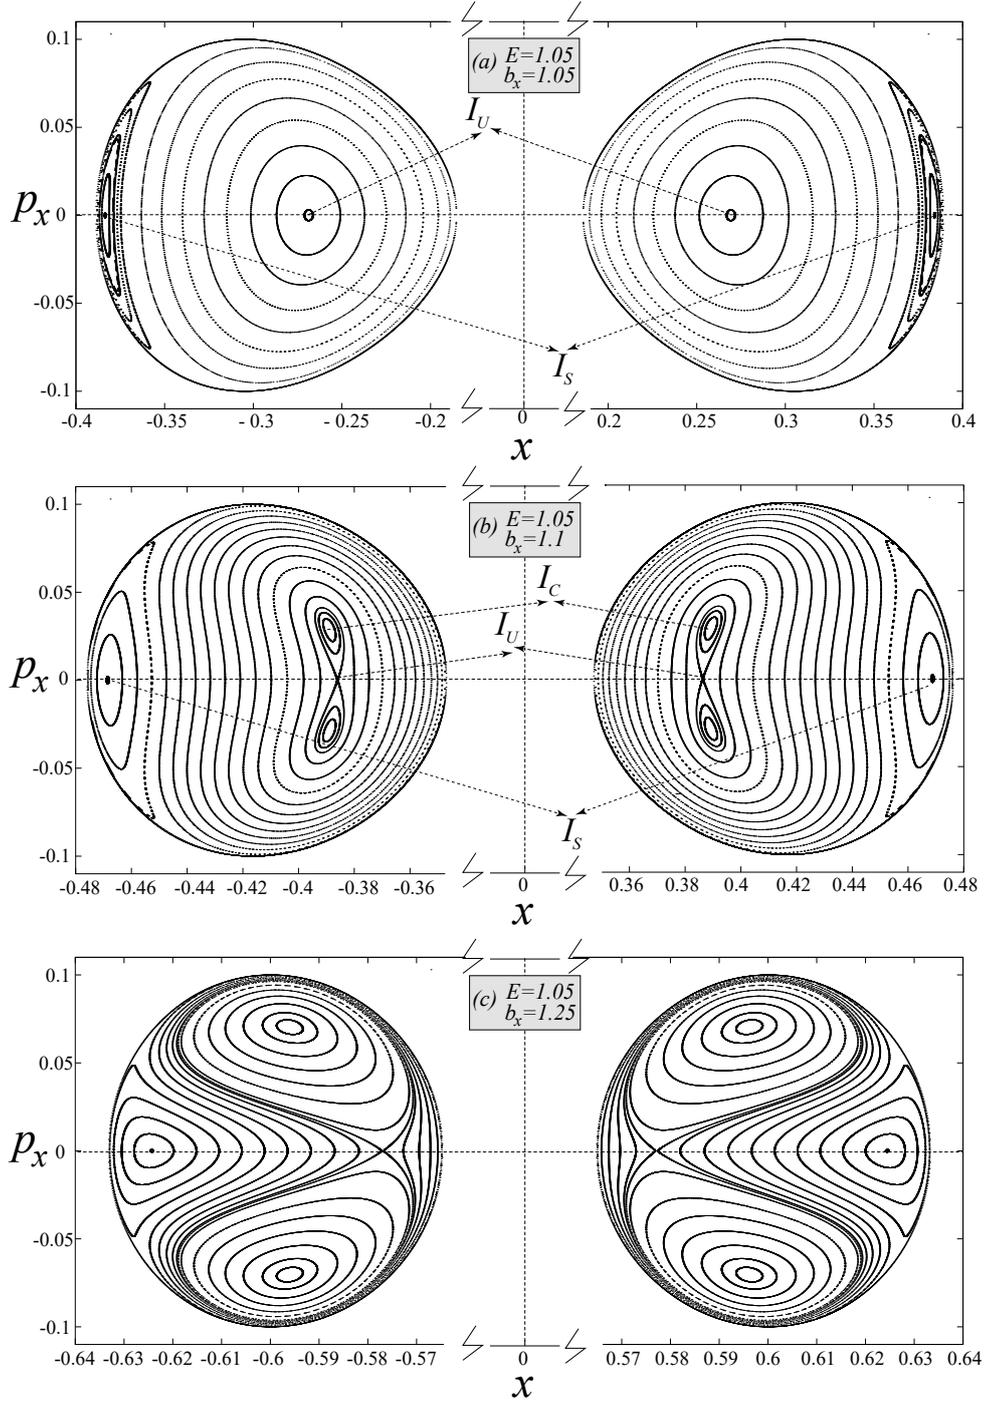 0.1
(a) E=1.05
b_x=1.05
I_U
0.05
p_x 0
-0.05
I_S
-0.1
-0.4 -0.35 - 0.3 - 0.25 - 0.2 0 0.2 0.25 0.3 0.35 0.4
x
0.1
(b) E=1.05
b_x=1.1
I_C
0.05
I_U
p_x 0
-0.05
I_S
-0.1
-0.48 -0.46 -0.44 -0.42 -0.4 -0.38 -0.36 0 0.36 0.38 0.4 0.42 0.44 0.46 0.48
x
0.1
(c) E=1.05
b_x=1.25
0.05
p_x 0
-0.05
-0.1
-0.64 -0.63 -0.62 -0.61 -0.6 -0.59 -0.58 -0.57 0 0.57 0.58 0.59 0.6 0.61 0.62 0.63 0.64
x